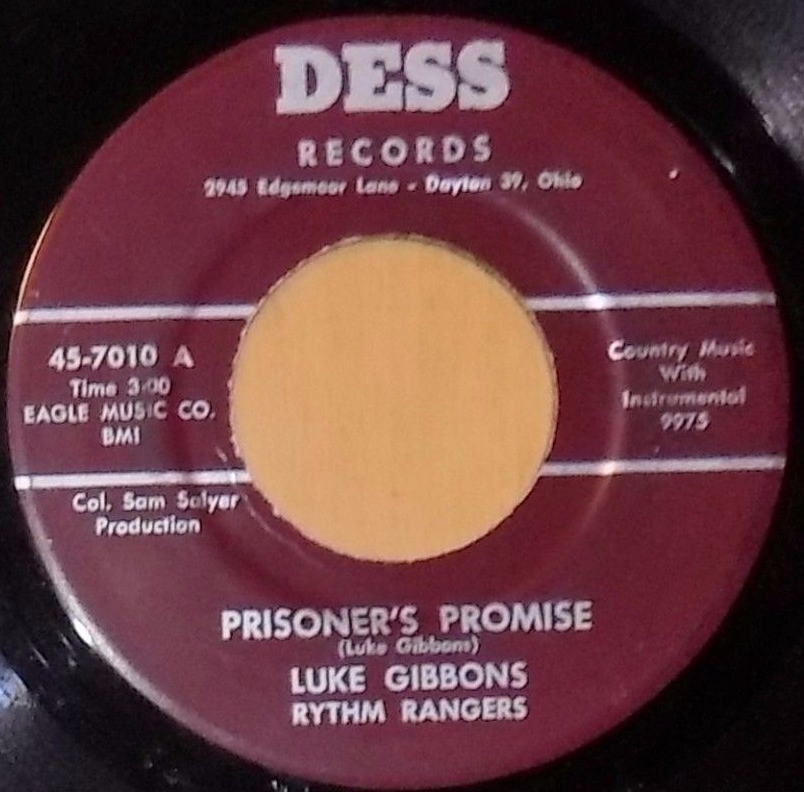 DESS
RECORDS
2945 Edgemoor Lane - Dayton 39, Ohio
45-7010 A
Time 3:00
EAGLE MUSIC CO.
BMI
Country Music
With
Instrumental
9975
Col. Sam Salyer
Production
PRISONER'S PROMISE
(Luke Gibbons)
LUKE GIBBONS
RYTHM RANGERS